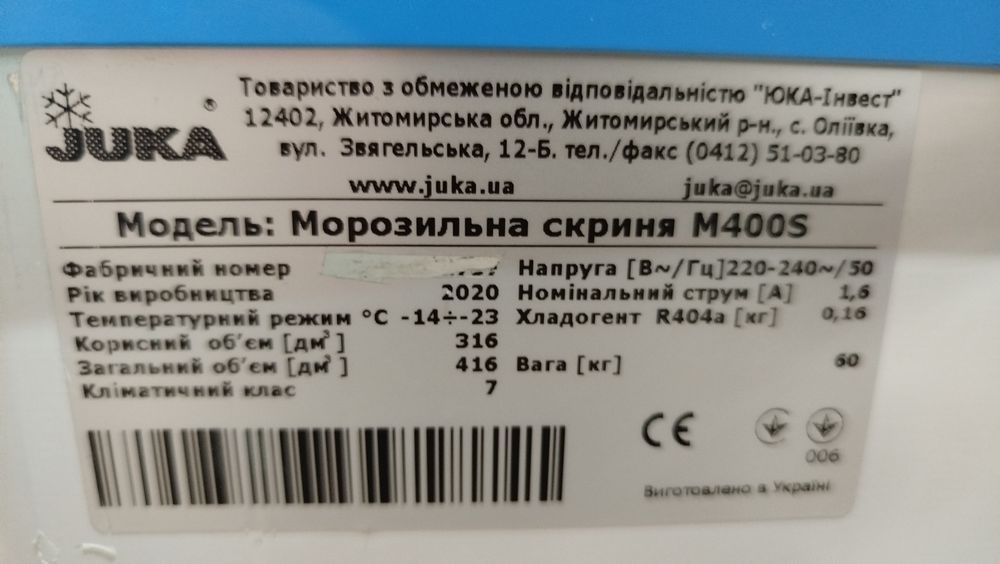 JUKA®
Товариство з обмеженою відповідальністю "ЮКА-Інвест"
12402, Житомирська обл., Житомирський р-н., с. Оліївка,
вул. Звягельська, 12-Б. тел./факс (0412) 51-03-80
www.juka.ua juka@juka.ua
Модель: Морозильна скриня M400S
Фабричний номер Напруга [В~/Гц]220-240~/50
Рік виробництва 2020 Номінальний струм [А] 1,6
Температурний режим °C -14÷-23 Хладогент R404a [кг] 0,16
Корисний об'єм [дм³] 316
Загальний об'єм [дм³] 416 Вага [кг] 60
Кліматичний клас 7
CE
006
Виготовлено в Україні